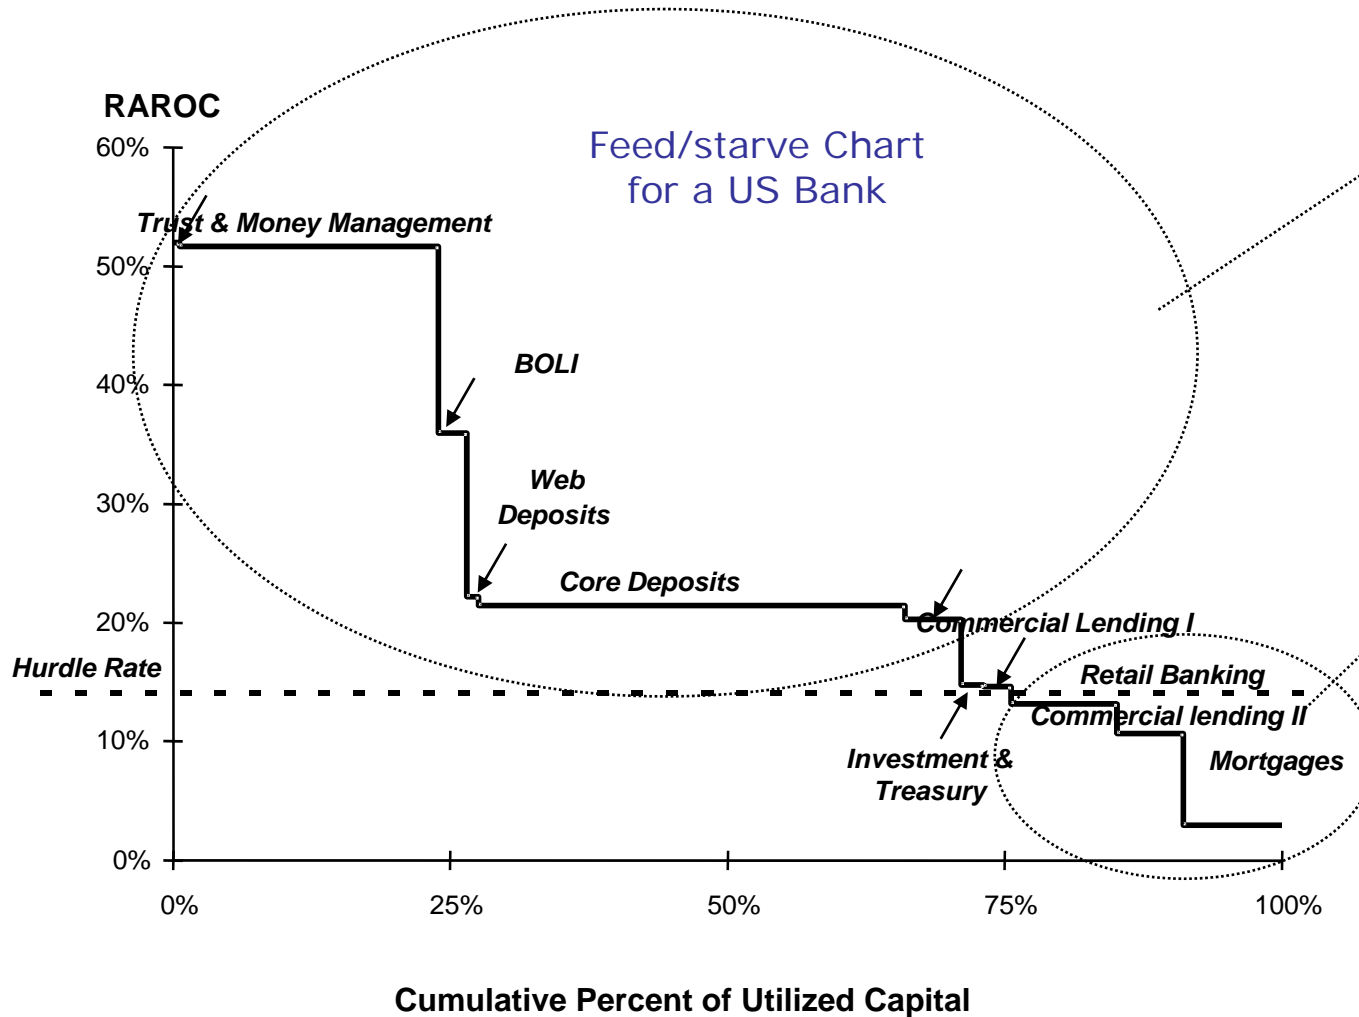 RAROC
Feed/starve Chart
for a US Bank
60%
Trust & Money Management
50%
BOLI
40%
Web
Deposits
30%
Core Deposits
20%
Commercial Lending I
Hurdle Rate
Retail Banking
Commercial lending II
10%
Investment &
Treasury
Mortgages
0%
0%
25%
50%
75%
100%
Cumulative Percent of Utilized Capital